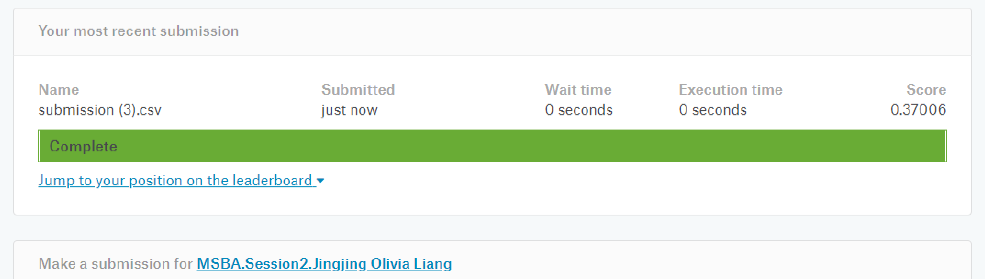 Your most recent submission
Name Submitted Wait time Execution time Score
submission (3).csv just now 0 seconds 0 seconds 0.37006
Complete
Jump to your position on the leaderboard
Make a submission for MSBA.Session2.Jingjing Olivia Liang